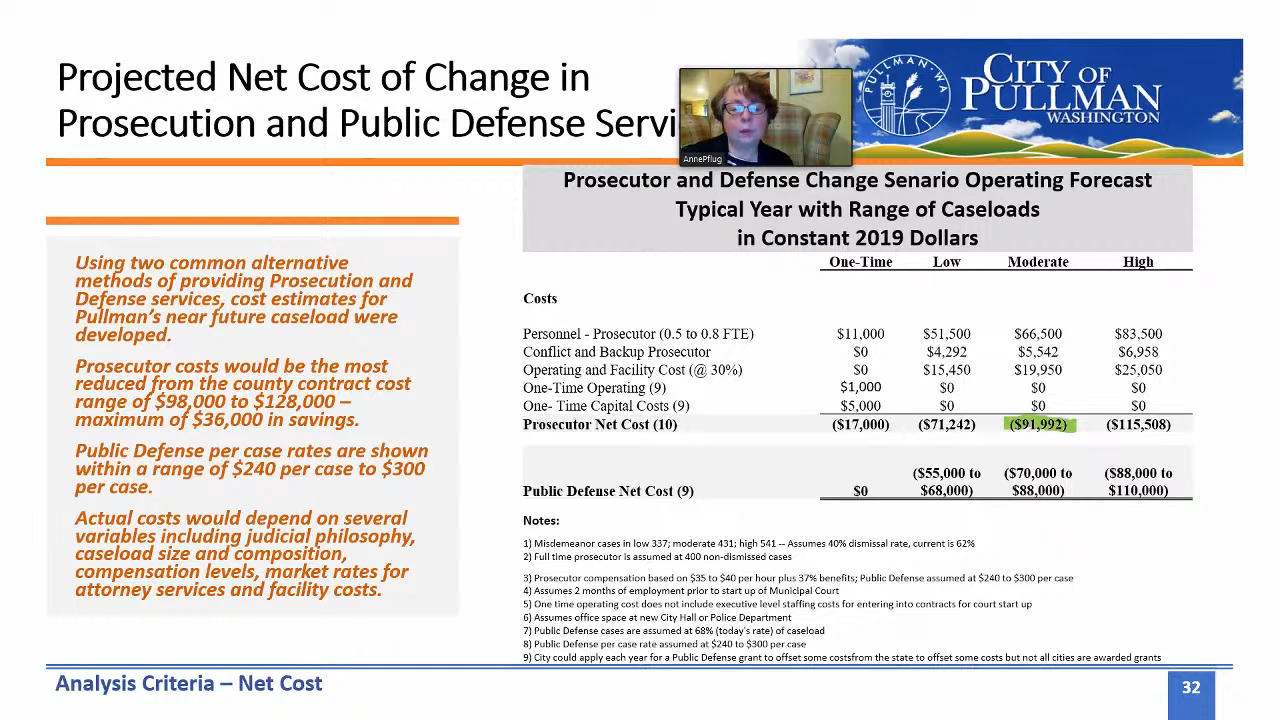 Projected Net Cost of Change in
Prosecution and Public Defense Servi
AnnePflug
PULLMAN, WA
CITY OF
PULLMAN
WASHINGTON
Using two common alternative
methods of providing Prosecution and
Defense services, cost estimates for
Pullman's near future caseload were
developed.
Prosecutor costs would be the most
reduced from the county contract cost
range of $98,000 to $128,000 –
maximum of $36,000 in savings.
Public Defense per case rates are shown
within a range of $240 per case to $300
per case.
Actual costs would depend on several
variables including judicial philosophy,
caseload size and composition,
compensation levels, market rates for
attorney services and facility costs.
Prosecutor and Defense Change Senario Operating Forecast
Typical Year with Range of Caseloads
in Constant 2019 Dollars
One-Time Low Moderate High
Costs
Personnel - Prosecutor (0.5 to 0.8 FTE) $11,000 $51,500 $66,500 $83,500
Conflict and Backup Prosecutor $0 $4,292 $5,542 $6,958
Operating and Facility Cost (@ 30%) $0 $15,450 $19,950 $25,050
One-Time Operating (9) $1,000 $0 $0 $0
One- Time Capital Costs (9) $5,000 $0 $0 $0
Prosecutor Net Cost (10) ($17,000) ($71,242) ($91,992) ($115,508)
($55,000 to ($70,000 to ($88,000 to
Public Defense Net Cost (9) $0 $68,000) $88,000) $110,000)
Notes:
1) Misdemeanor cases in low 337; moderate 431; high 541 -- Assumes 40% dismissal rate, current is 62%
2) Full time prosecutor is assumed at 400 non-dismissed cases
3) Prosecutor compensation based on $35 to $40 per hour plus 37% benefits; Public Defense assumed at $240 to $300 per case
4) Assumes 2 months of employment prior to start up of Municipal Court
5) One time operating cost does not include executive level staffing costs for entering into contracts for court start up
6) Assumes office space at new City Hall or Police Department
7) Public Defense cases are assumed at 68% (today's rate) of caseload
8) Public Defense per case rate assumed at $240 to $300 per case
9) City could apply each year for a Public Defense grant to offset some costsfrom the state to offset some costs but not all cities are awarded grants
Analysis Criteria – Net Cost
32